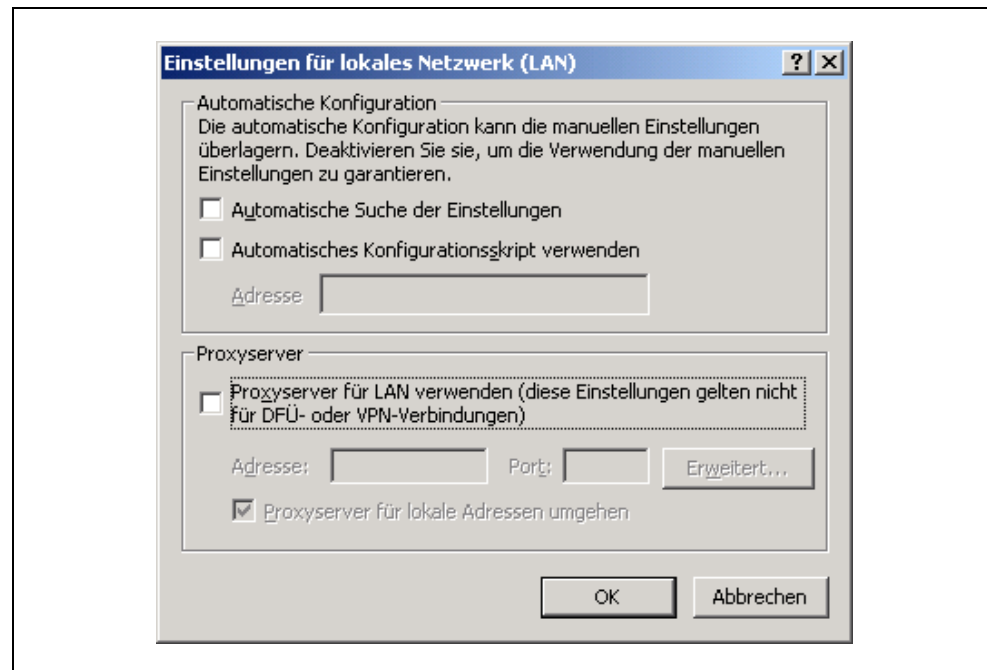 Einstellungen für lokales Netzwerk (LAN)
Automatische Konfiguration
Die automatische Konfiguration kann die manuellen Einstellungen
überlagern. Deaktivieren Sie sie, um die Verwendung der manuellen
Einstellungen zu garantieren.
Automatische Suche der Einstellungen
Automatisches Konfigurationsskript verwenden
Adresse
Proxyserver
Proxyserver für LAN verwenden (diese Einstellungen gelten nicht
für DFÜ- oder VPN-Verbindungen)
Adresse: Port: Erweitert...
Proxyserver für lokale Adressen umgehen
OK Abbrechen